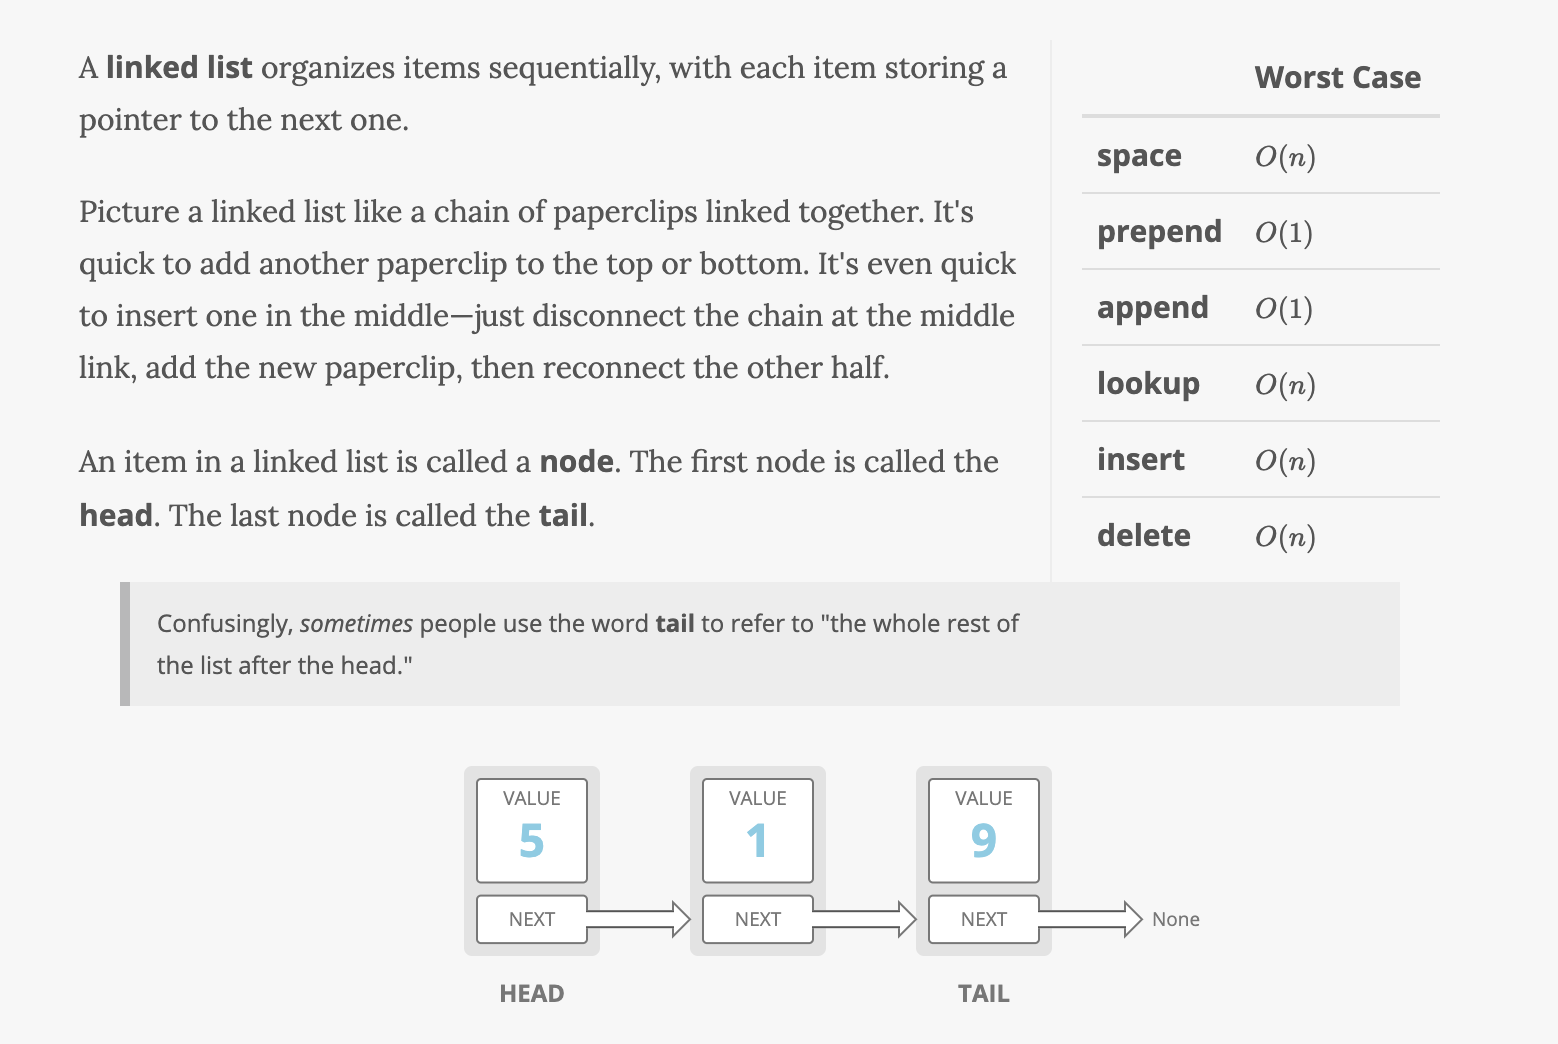 A linked list organizes items sequentially, with each item storing a
pointer to the next one.
Picture a linked list like a chain of paperclips linked together. It's
quick to add another paperclip to the top or bottom. It's even quick
to insert one in the middle—just disconnect the chain at the middle
link, add the new paperclip, then reconnect the other half.
An item in a linked list is called a node. The first node is called the
head. The last node is called the tail.
Worst Case
space O(n)
prepend O(1)
append O(1)
lookup O(n)
insert O(n)
delete O(n)
Confusingly, sometimes people use the word tail to refer to "the whole rest of
the list after the head."
VALUE VALUE VALUE
5 1 9
NEXT NEXT NEXT None
HEAD TAIL